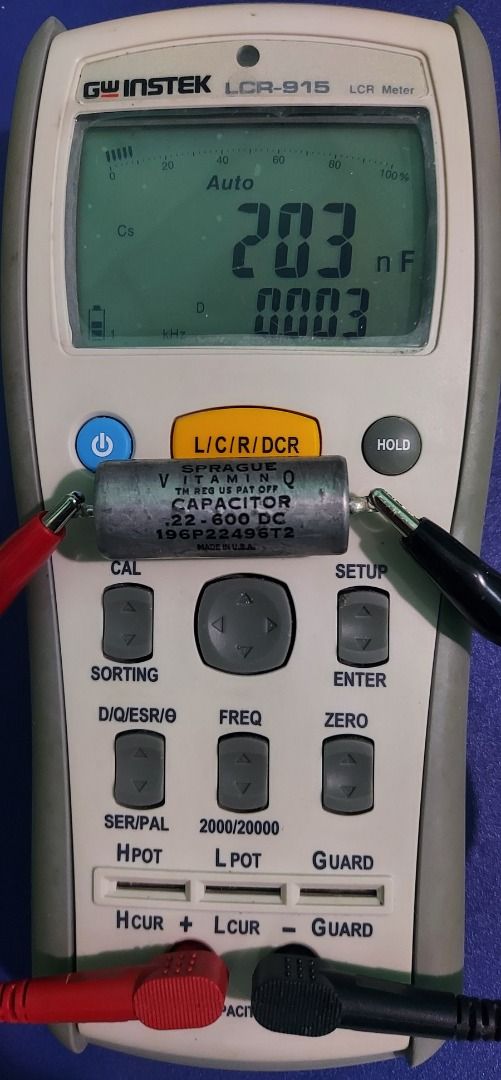 GWINSTEK LCR-915 LCR Meter
0 20 40 60 80 100%
Auto
Cs 203 nF
D 0003
1 kHz
L/C/R/DCR
HOLD
SPRAGUE
VITAMIN Q
TM REG US PAT OFF
CAPACITOR
.22-600 DC
196P22496T2
MADE IN U.S.A.
CAL SETUP
SORTING ENTER
D/Q/ESR/Θ FREQ ZERO
SER/PAL 2000/20000
HPOT LPOT GUARD
HCUR + LCUR - GUARD